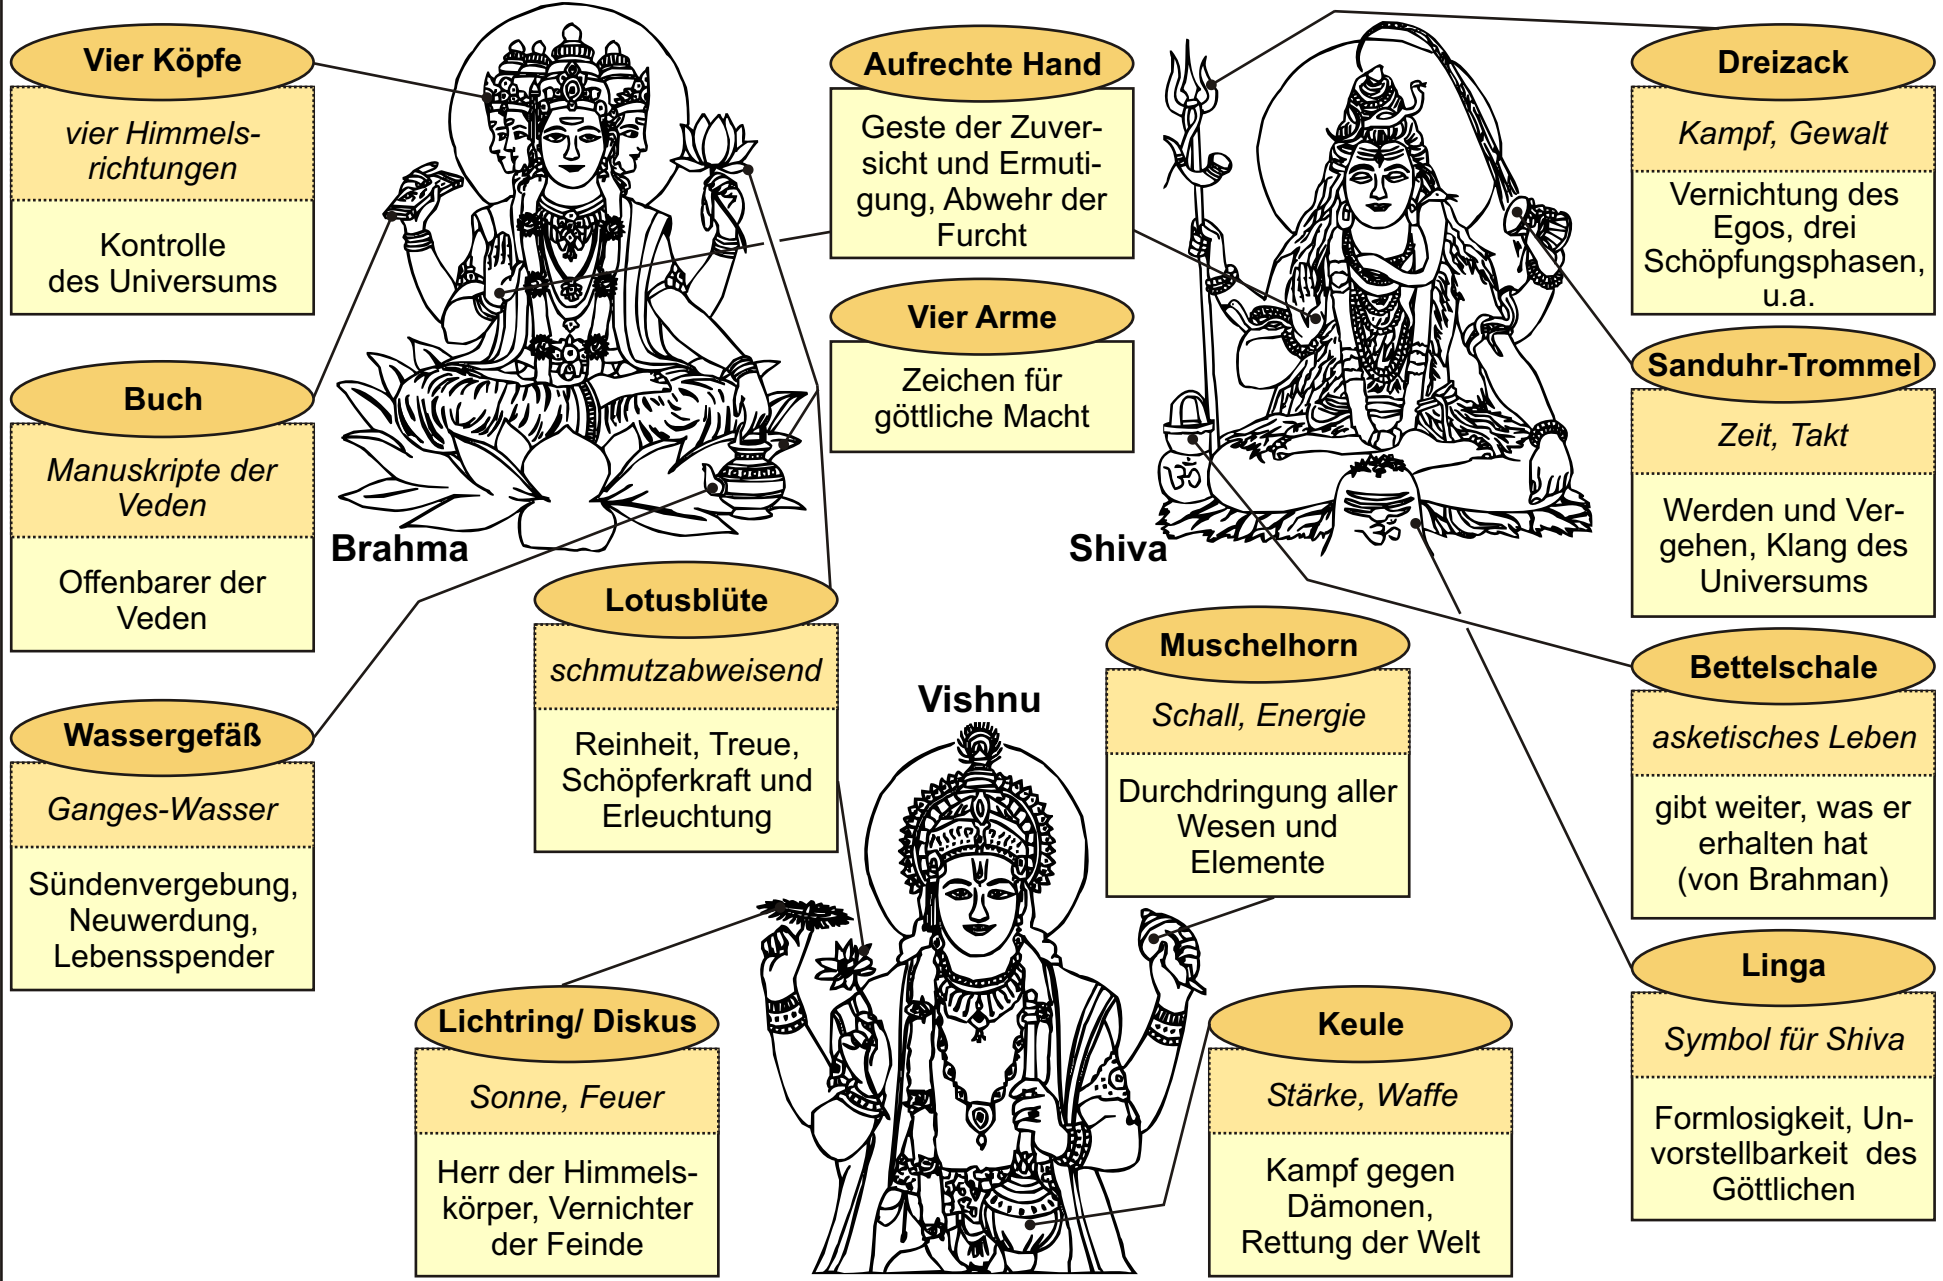 Vier Köpfe
vier Himmels-
richtungen
Kontrolle
des Universums
Buch
Manuskripte der
Veden
Offenbarer der
Veden
Wassergefäß
Ganges-Wasser
Sündenvergebung,
Neuwerdung,
Lebensspender
Brahma
Aufrechte Hand
Geste der Zuver-
sicht und Ermuti-
gung, Abwehr der
Furcht
Vier Arme
Zeichen für
göttliche Macht
Shiva
ॐ
ॐ
Dreizack
Kampf, Gewalt
Vernichtung des
Egos, drei
Schöpfungsphasen,
u.a.
Sanduhr-Trommel
Zeit, Takt
Werden und Ver-
gehen, Klang des
Universums
Bettelschale
asketisches Leben
gibt weiter, was er
erhalten hat
(von Brahman)
Linga
Symbol für Shiva
Formlosigkeit, Un-
vorstellbarkeit des
Göttlichen
Lotusblüte
schmutzabweisend
Reinheit, Treue,
Schöpferkraft und
Erleuchtung
Vishnu
Muschelhorn
Schall, Energie
Durchdringung aller
Wesen und
Elemente
Lichtring/ Diskus
Sonne, Feuer
Herr der Himmels-
körper, Vernichter
der Feinde
Keule
Stärke, Waffe
Kampf gegen
Dämonen,
Rettung der Welt